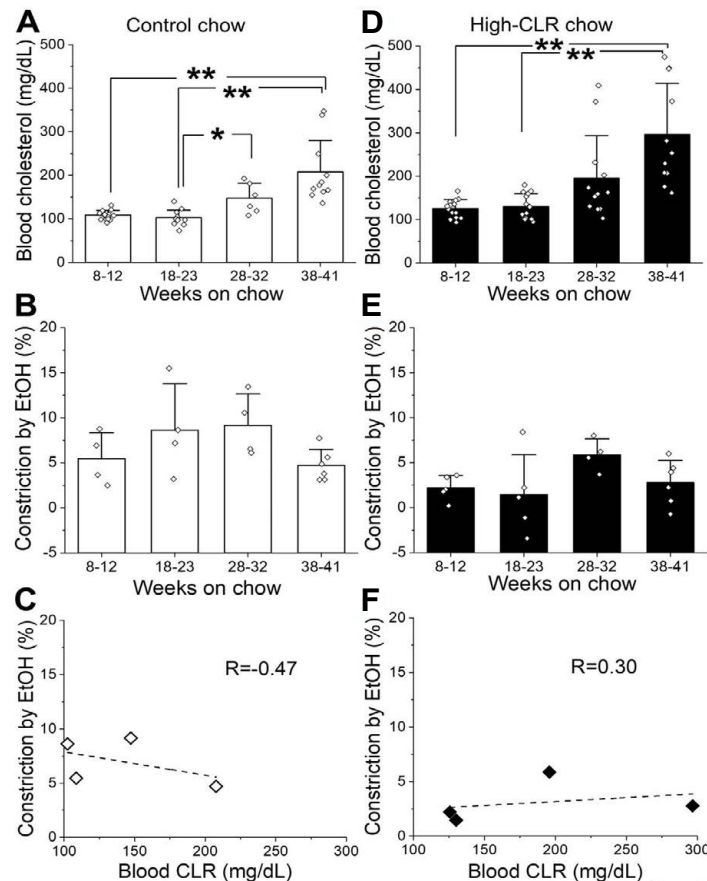 A
Control chow
Blood cholesterol (mg/dL)
500
400
300
200
100
0
**
**
*
8-12
18-23
28-32
38-41
Weeks on chow
D
High-CLR chow
Blood cholesterol (mg/dL)
500
400
300
200
100
0
**
**
8-12
18-23
28-32
38-41
Weeks on chow
B
Constriction by EtOH (%)
20
15
10
5
0
-5
8-12
18-23
28-32
38-41
Weeks on chow
E
Constriction by EtOH (%)
20
15
10
5
0
-5
8-12
18-23
28-32
38-41
Weeks on chow
C
Constriction by EtOH (%)
20
15
10
5
0
R=-0.47
100
150
200
250
300
Blood CLR (mg/dL)
F
Constriction by EtOH (%)
20
15
10
5
0
R=0.30
100
150
200
250
300
Blood CLR (mg/dL)